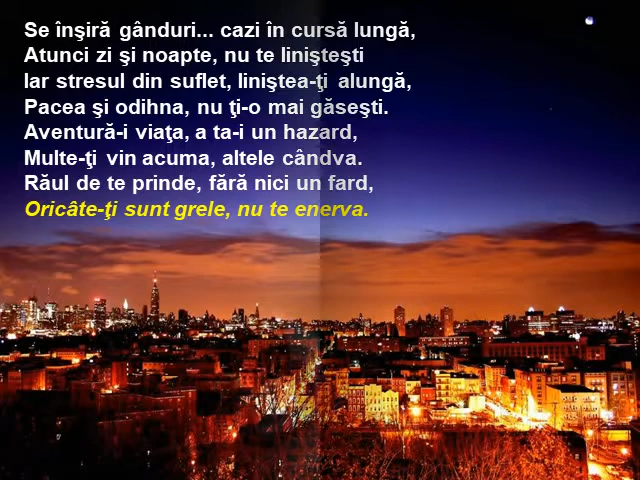 Se înşiră gânduri... cazi în cursă lungă,
Atunci zi şi noapte, nu te linişteşti
Iar stresul din suflet, liniştea-ţi alungă,
Pacea şi odihna, nu ţi-o mai găseşti.
Aventură-i viaţa, a ta-i un hazard,
Multe-ţi vin acuma, altele cândva.
Răul de te prinde, fără nici un fard,
Oricâte-ţi sunt grele, nu te enerva.